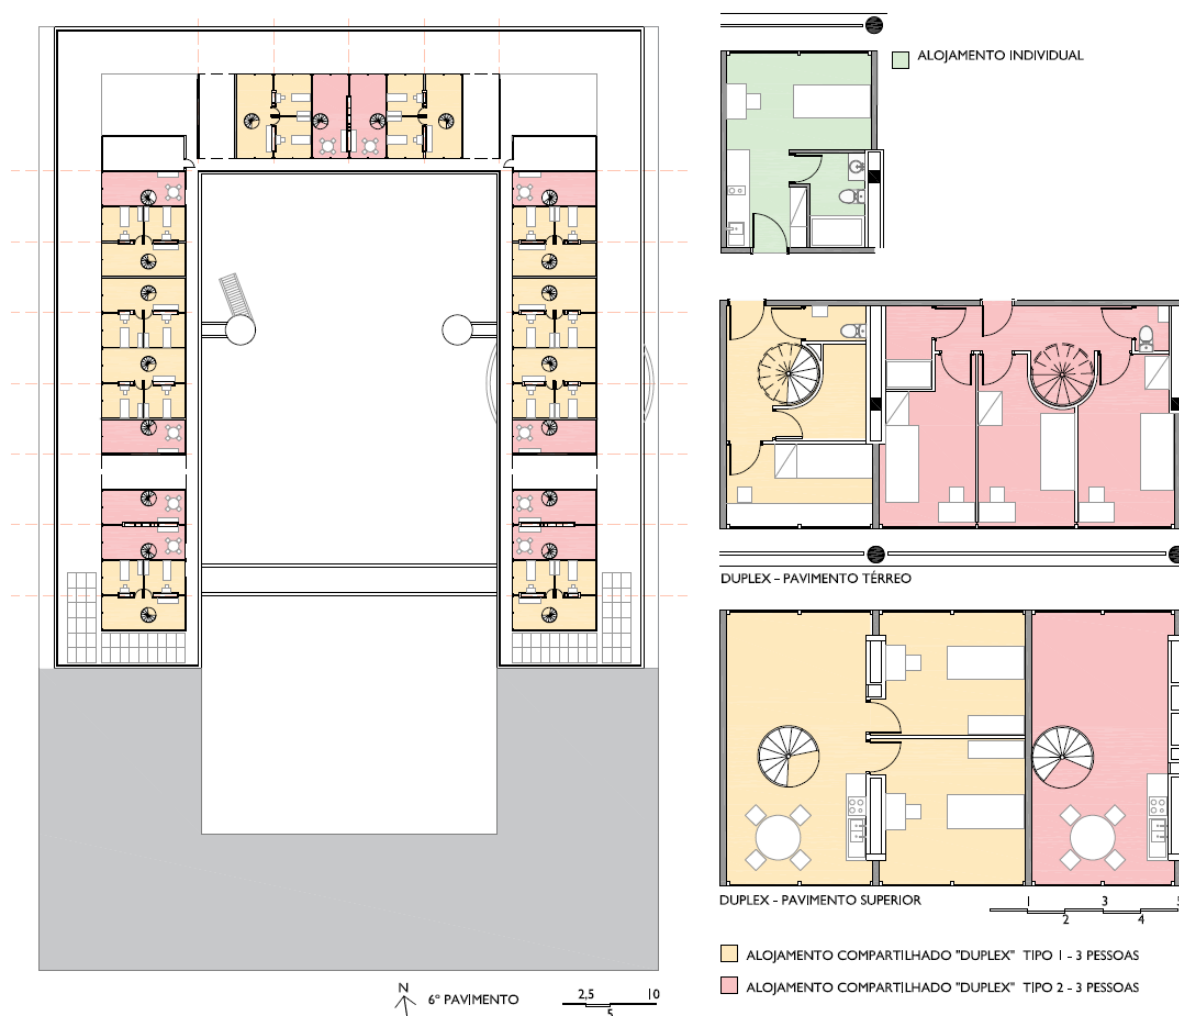 ALOJAMENTO INDIVIDUAL
DUPLEX - PAVIMENTO TÉRREO
DUPLEX - PAVIMENTO SUPERIOR
1 3 5
2 4
ALOJAMENTO COMPARTILHADO "DUPLEX" TIPO 1 - 3 PESSOAS
ALOJAMENTO COMPARTILHADO "DUPLEX" TIPO 2 - 3 PESSOAS
N
6º PAVIMENTO
2,5 10
5